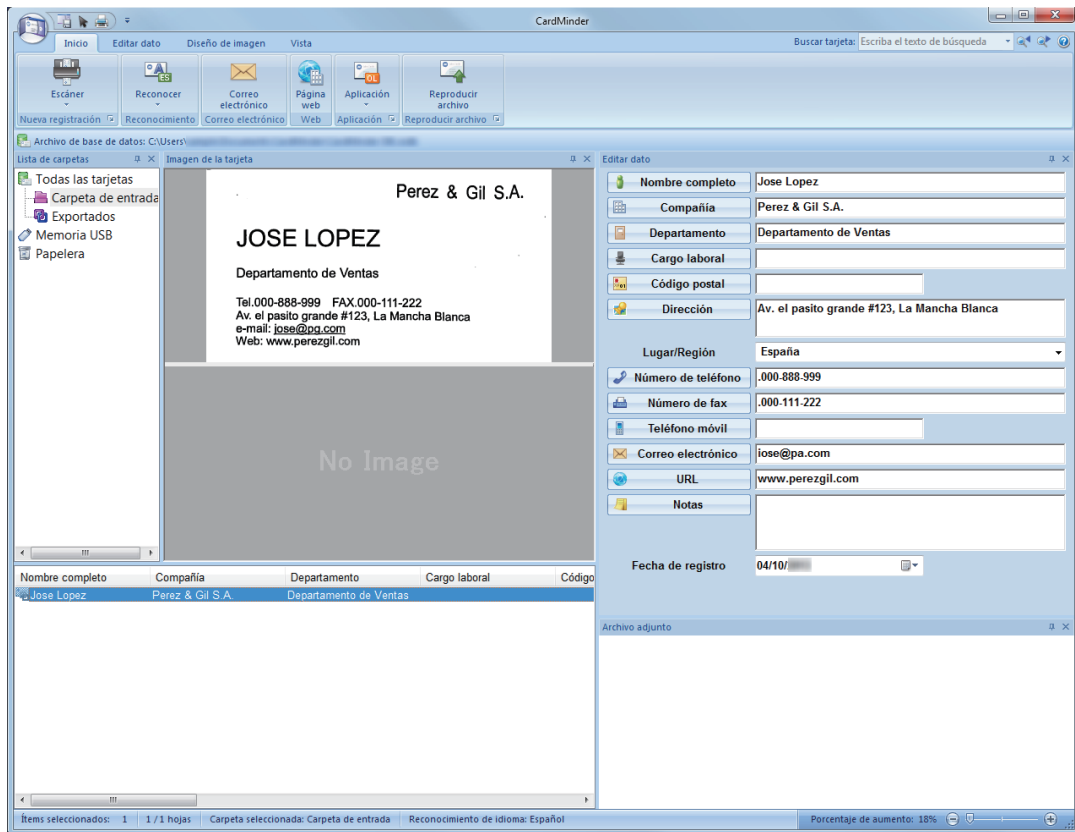 CardMinder
Inicio Editar dato Diseño de imagen Vista
Buscar tarjeta: Escriba el texto de búsqueda
Escáner Reconocer Correo electrónico Página web Aplicación Reproducir archivo
Nueva registración Reconocimiento Correo electrónico Web Aplicación Reproducir archivo
Archivo de base de datos: C:\Users\
Lista de carpetas
Todas las tarjetas
Carpeta de entrada
Exportados
Memoria USB
Papelera
Imagen de la tarjeta
Perez & Gil S.A.
JOSE LOPEZ
Departamento de Ventas
Tel.000-888-999 FAX.000-111-222
Av. el pasito grande #123, La Mancha Blanca
e-mail: jose@pg.com
Web: www.perezgil.com
No Image
Editar dato
Nombre completo Jose Lopez
Compañía Perez & Gil S.A.
Departamento Departamento de Ventas
Cargo laboral
Código postal
Dirección Av. el pasito grande #123, La Mancha Blanca
Lugar/Región España
Número de teléfono .000-888-999
Número de fax .000-111-222
Teléfono móvil
Correo electrónico iose@pa.com
URL www.perezgil.com
Notas
Fecha de registro 04/10/
Nombre completo Compañía Departamento Cargo laboral Código
Jose Lopez Perez & Gil S.A. Departamento de Ventas
Archivo adjunto
Ítems seleccionados: 1 1 / 1 hojas Carpeta seleccionada: Carpeta de entrada Reconocimiento de idioma: Español
Porcentaje de aumento: 18%